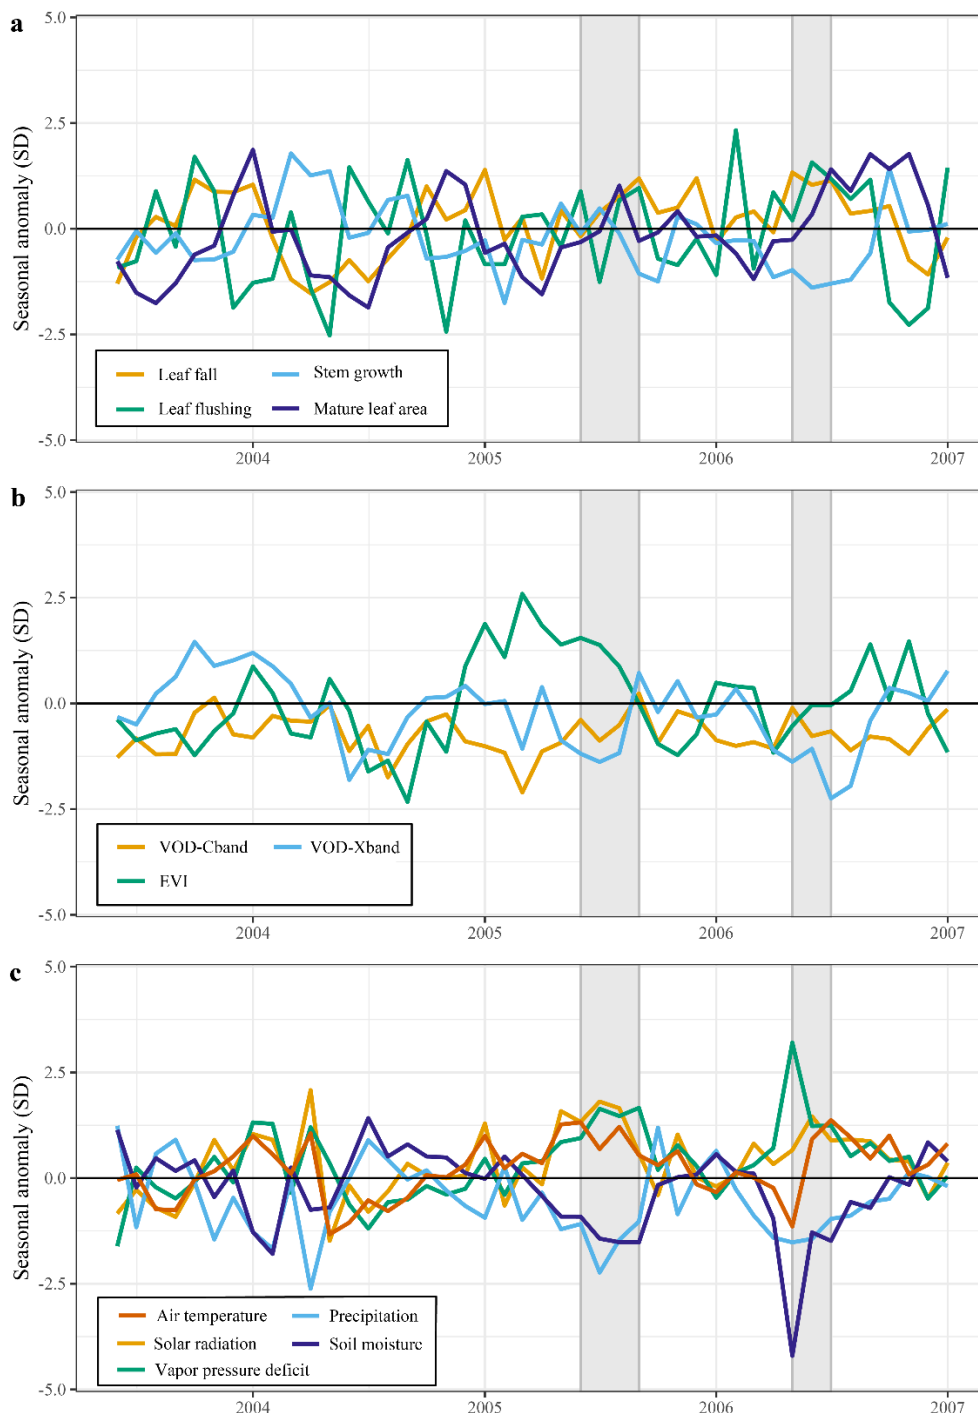 a
5.0
2.5
0.0
-2.5
-5.0
Seasonal anomaly (SD)
Leaf fall
Stem growth
Leaf flushing
Mature leaf area
2004
2005
2006
2007
b
5.0
2.5
0.0
-2.5
-5.0
Seasonal anomaly (SD)
VOD-Cband
VOD-Xband
EVI
2004
2005
2006
2007
c
5.0
2.5
0.0
-2.5
-5.0
Seasonal anomaly (SD)
Air temperature
Precipitation
Solar radiation
Soil moisture
Vapor pressure deficit
2004
2005
2006
2007